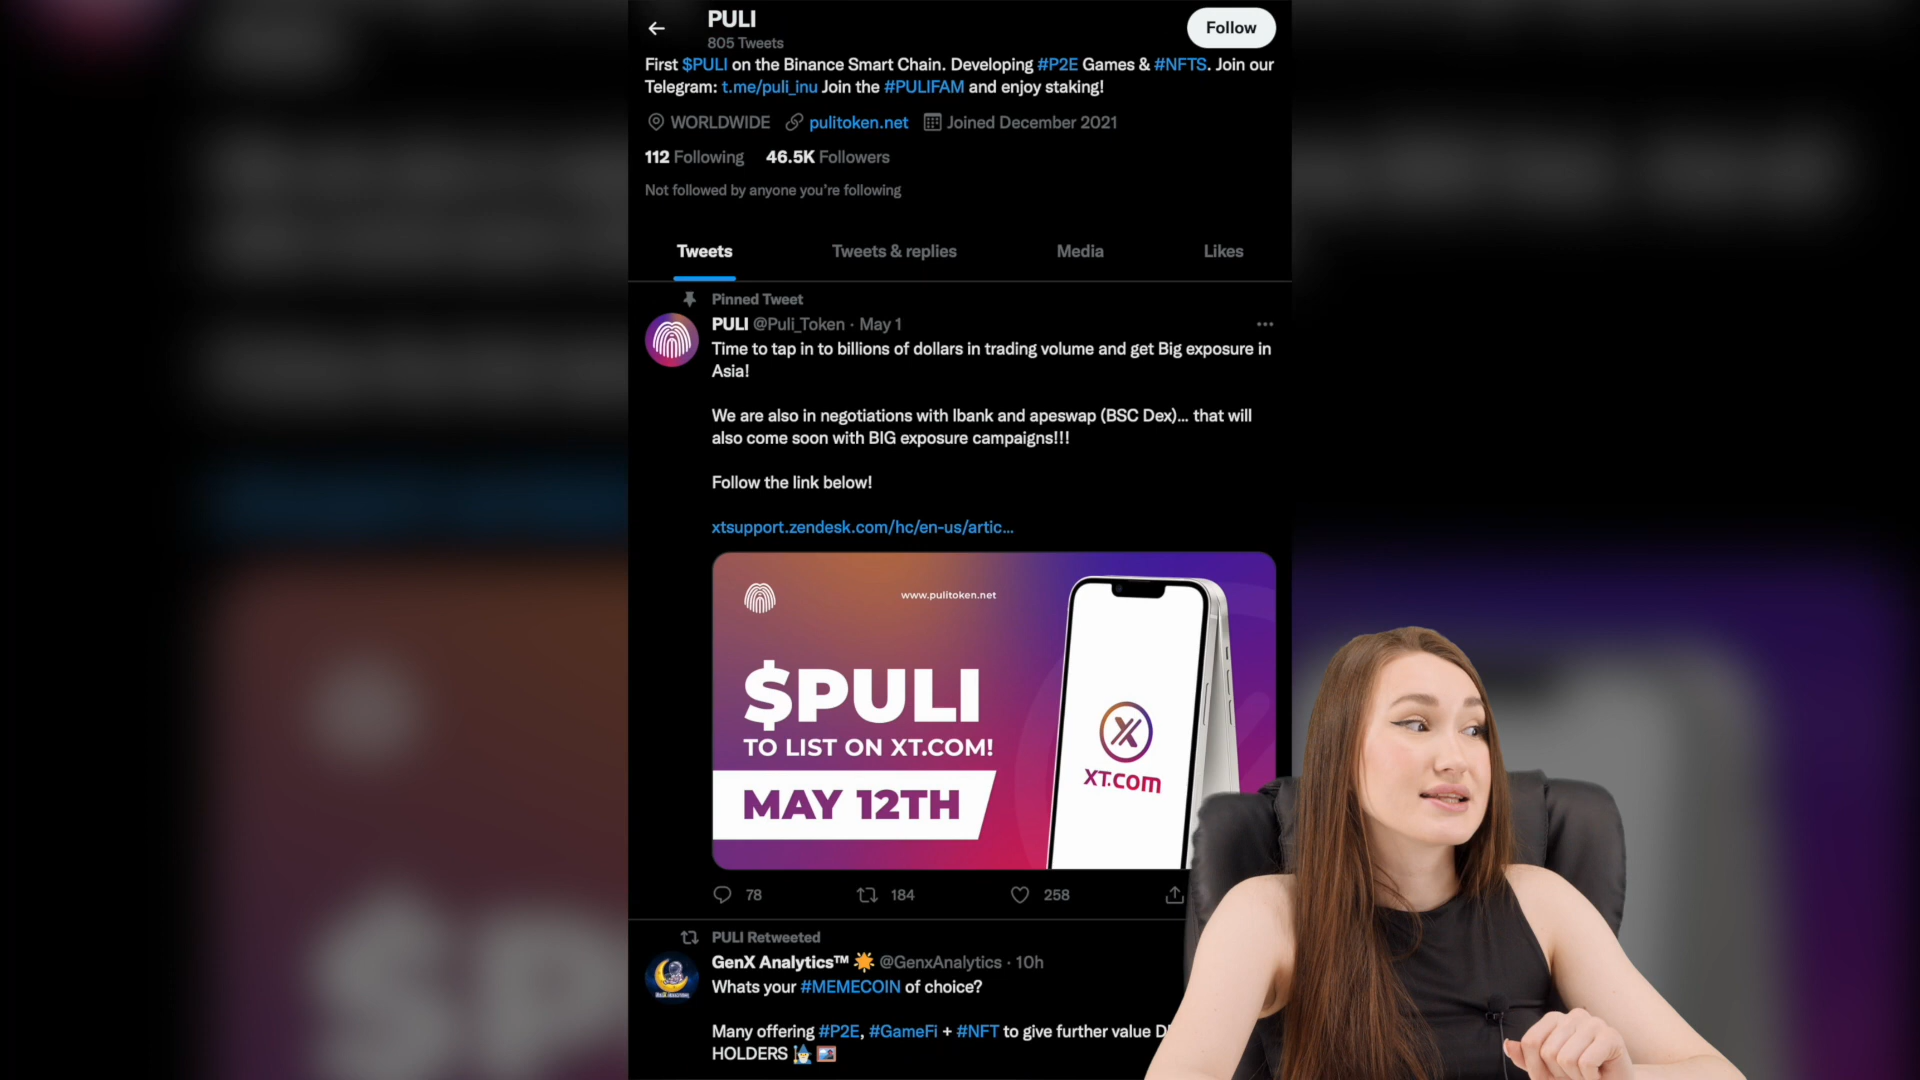 PULI
805 Tweets
Follow
First $PULI on the Binance Smart Chain. Developing #P2E Games & #NFTS. Join our
Telegram: t.me/puli_inu Join the #PULIFAM and enjoy staking!
WORLDWIDE pulitoken.net Joined December 2021
112 Following 46.5K Followers
Not followed by anyone you're following
Tweets Tweets & replies Media Likes
Pinned Tweet
PULI @Puli_Token · May 1
Time to tap in to billions of dollars in trading volume and get Big exposure in
Asia!
We are also in negotiations with lbank and apeswap (BSC Dex)... that will
also come soon with BIG exposure campaigns!!!
Follow the link below!
xtsupport.zendesk.com/hc/en-us/artic...
www.pulitoken.net
$PULI
TO LIST ON XT.COM!
MAY 12TH
XT.COM
78 184 258
PULI Retweeted
GenX Analytics™ @GenxAnalytics · 10h
Whats your #MEMECOIN of choice?
Many offering #P2E, #GameFi + #NFT to give further value
HOLDERS